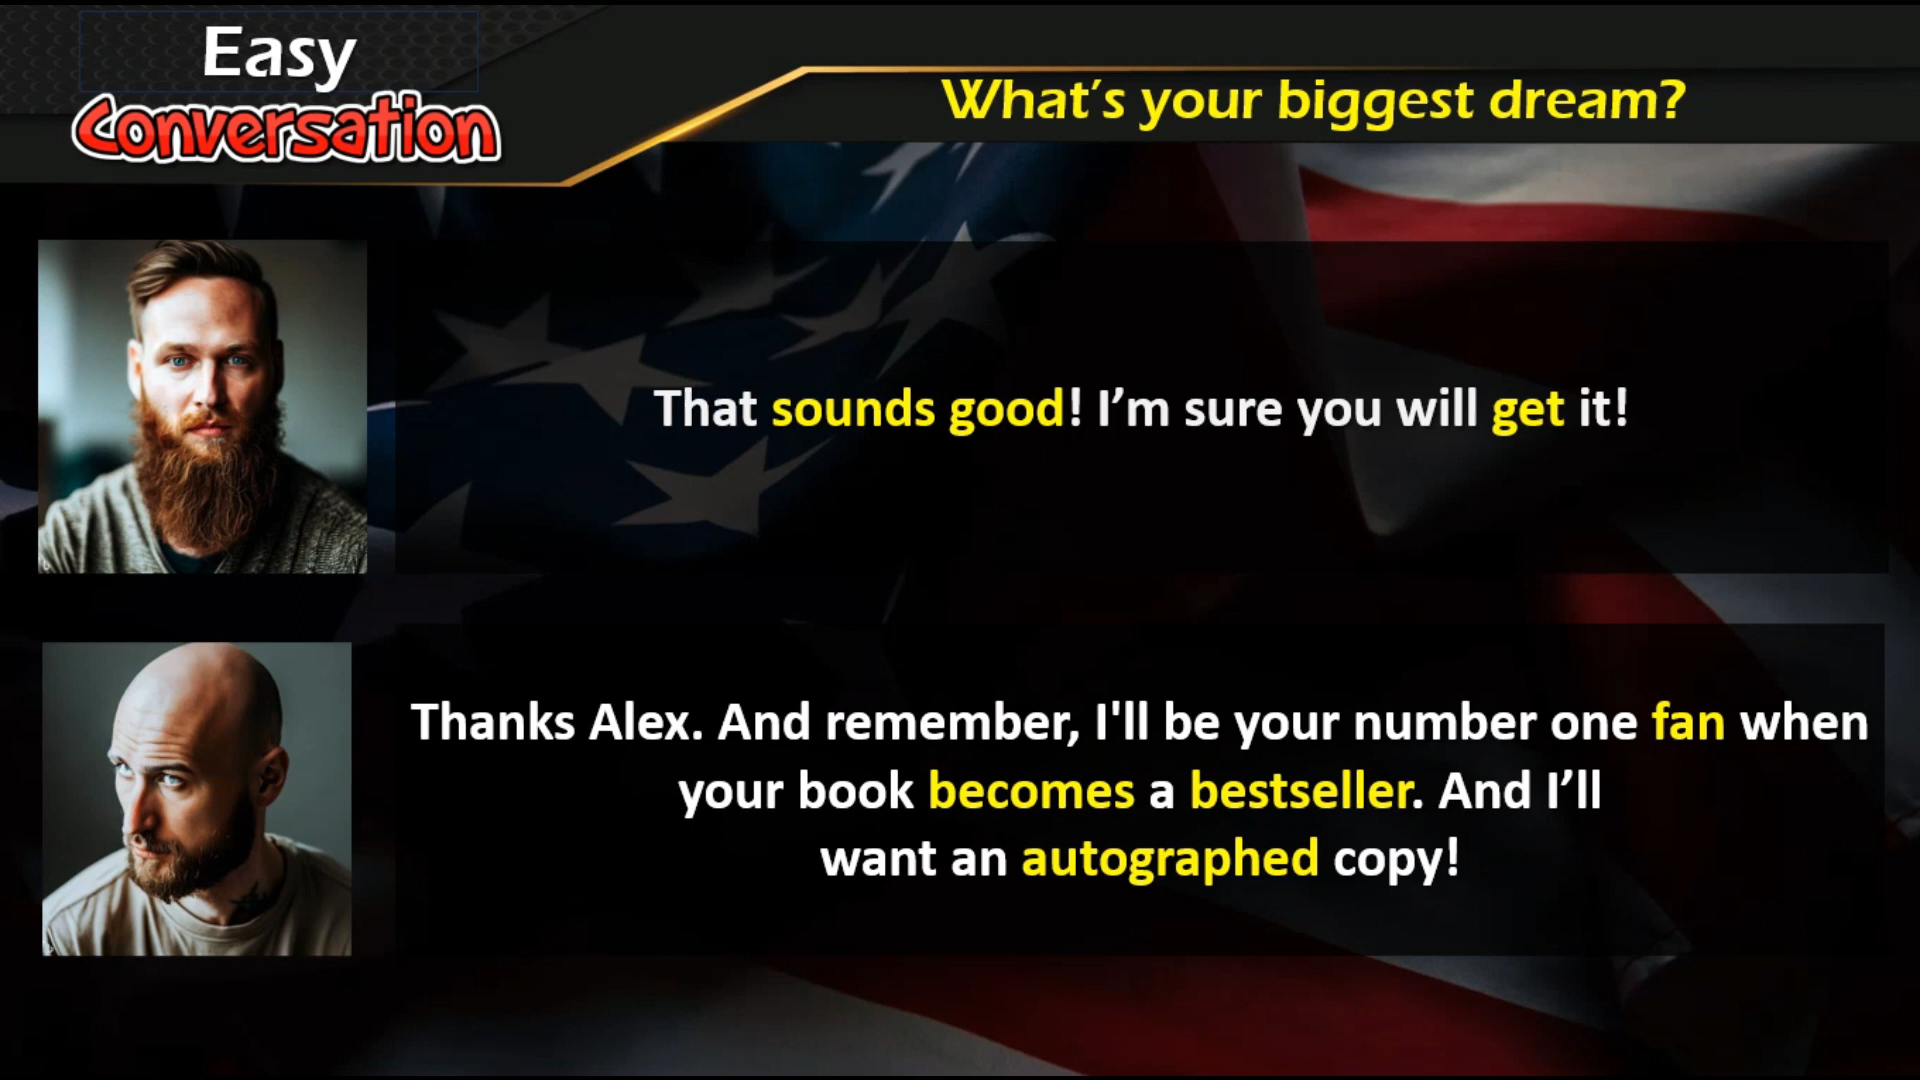 Easy
Conversation
What's your biggest dream?
That sounds good! I’m sure you will get it!
Thanks Alex. And remember, I'll be your number one fan when
your book becomes a bestseller. And I’ll
want an autographed copy!